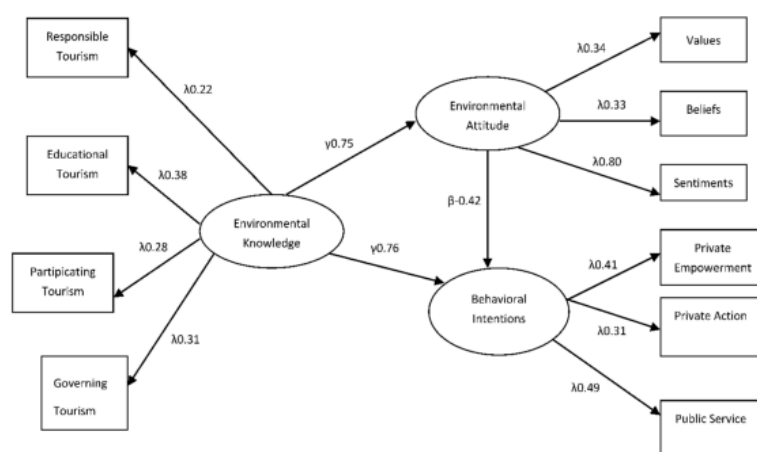 Responsible
Tourism
λ0.22
Educational
Tourism
λ0.38
Environmental
Knowledge
Partipicating
Tourism
λ0.28
Governing
Tourism
λ0.31
γ0.75
γ0.76
Environmental
Attitude
β-0.42
Behavioral
Intentions
λ0.34
Values
λ0.33
Beliefs
λ0.80
Sentiments
λ0.41
Private
Empowerment
λ0.31
Private Action
λ0.49
Public Service